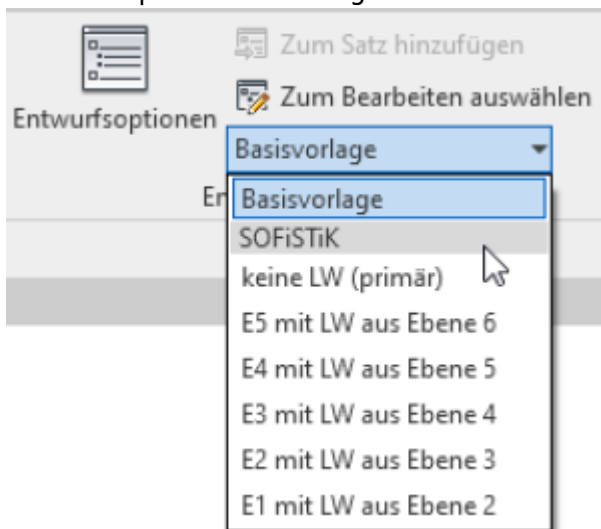 Zum Satz hinzufügen
Zum Bearbeiten auswählen
Entwurfsoptionen
Basisvorlage
Er
Basisvorlage
SOFiSTiK
keine LW (primär)
E5 mit LW aus Ebene 6
E4 mit LW aus Ebene 5
E3 mit LW aus Ebene 4
E2 mit LW aus Ebene 3
E1 mit LW aus Ebene 2